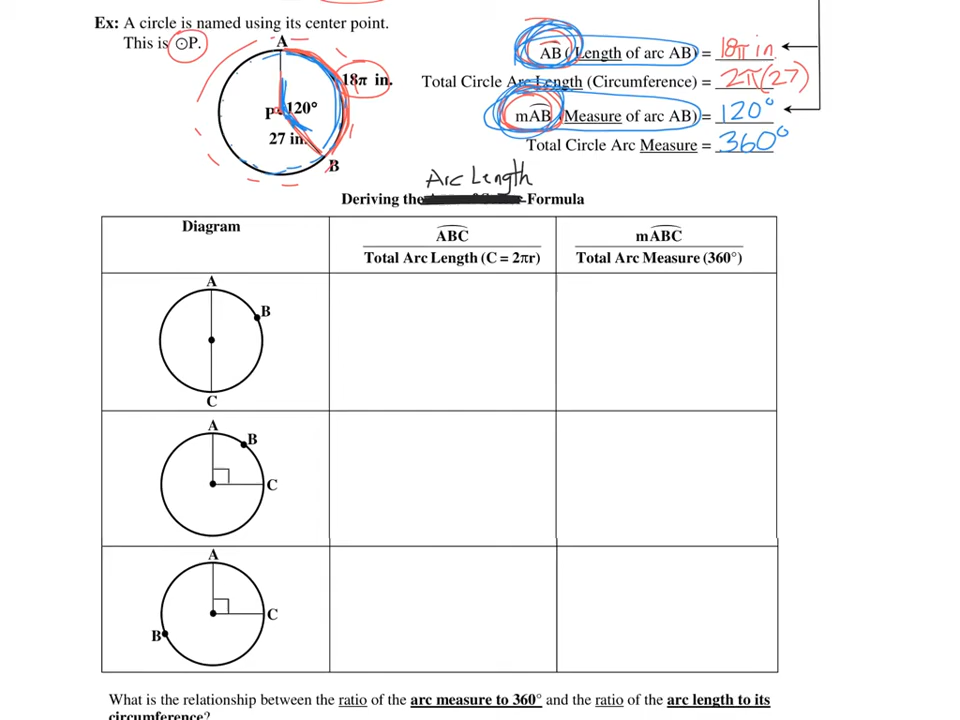 Ex: A circle is named using its center point.
This is ⊙P.
A
18π in.
P 120°
27 in.
B
AB (Length of arc AB) = 18π in
Total Circle Arc Length (Circumference) = 2π(27)
mAB (Measure of arc AB) = 120°
Total Circle Arc Measure = 360°
Arc Length
Deriving the Formula
Diagram
ABC
Total Arc Length (C = 2πr)
mABC
Total Arc Measure (360°)
A
B
C
A
B
C
A
C
B
What is the relationship between the ratio of the arc measure to 360° and the ratio of the arc length to its
circumference?